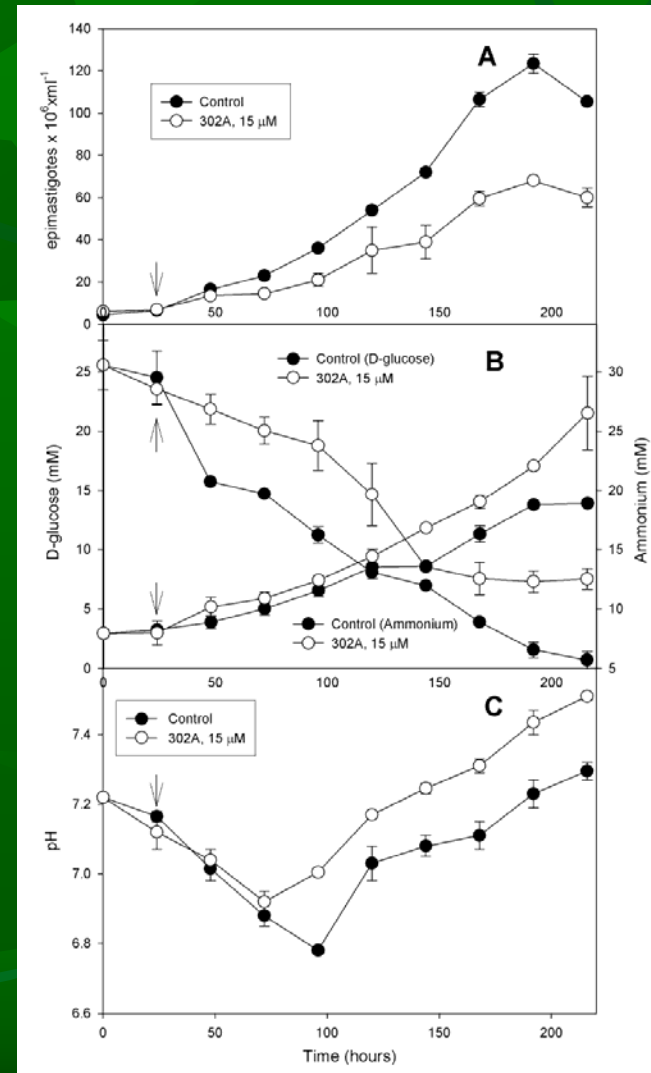 A
140
120
100
80
60
40
20
0
epimastigotes x 10⁶xml⁻¹
Control
302A, 15 μM
0
50
100
150
200
B
Control (D-glucose)
302A, 15 μM
25
20
15
10
5
0
D-glucose (mM)
30
25
20
15
10
5
Ammonium (mM)
Control (Ammonium)
302A, 15 μM
0
50
100
150
200
C
Control
302A, 15 μM
7.4
7.2
7.0
6.8
6.6
pH
0
50
100
150
200
Time (hours)